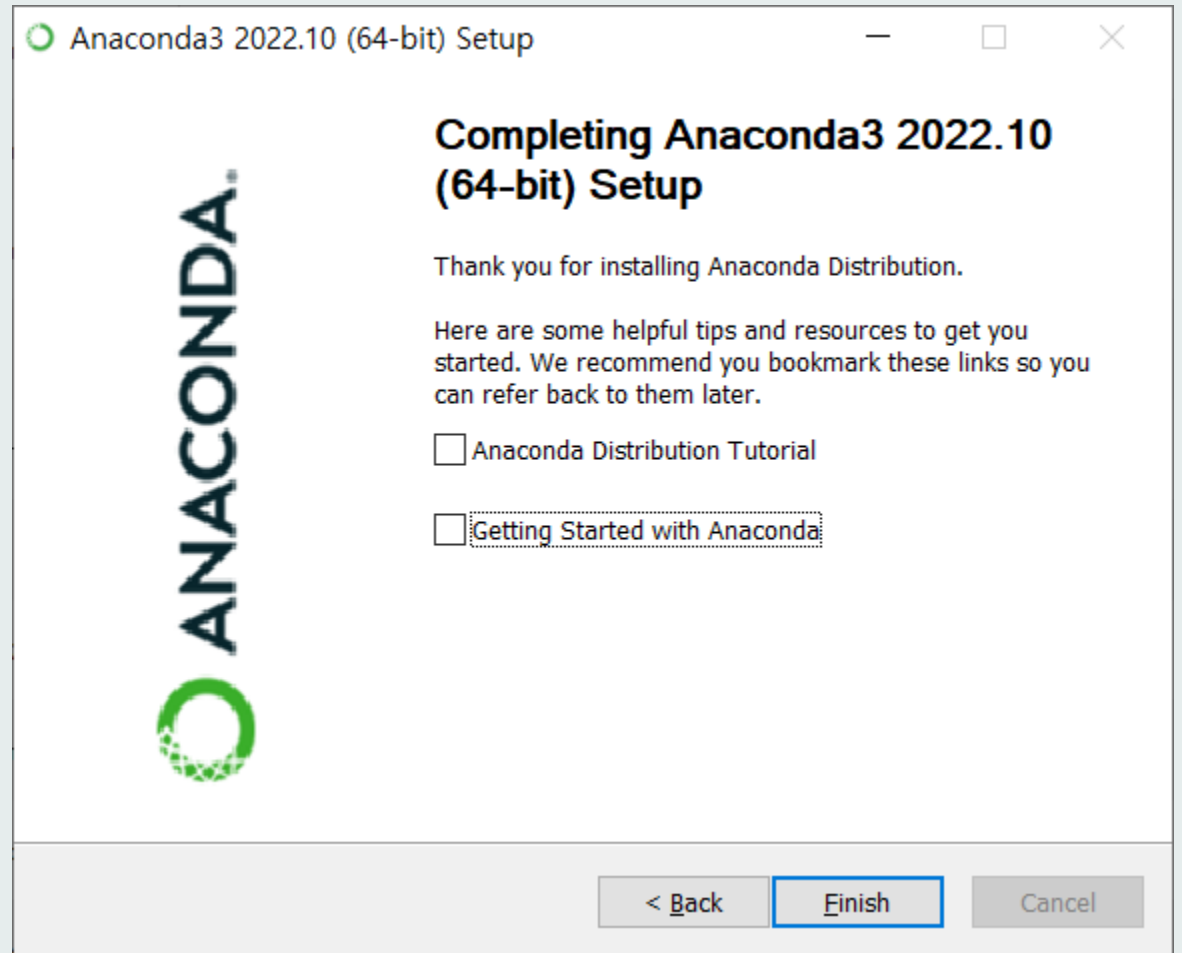 Anaconda3 2022.10 (64-bit) Setup
Completing Anaconda3 2022.10
(64-bit) Setup
Thank you for installing Anaconda Distribution.
Here are some helpful tips and resources to get you
started. We recommend you bookmark these links so you
can refer back to them later.
Anaconda Distribution Tutorial
Getting Started with Anaconda
ANACONDA.
< Back
Finish
Cancel